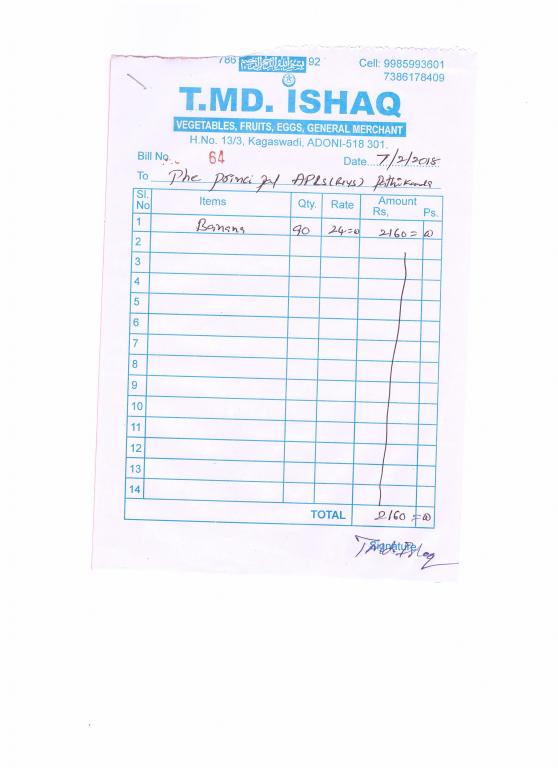 786 92
Cell: 9985993601
7386178409
T.MD. ISHAQ
VEGETABLES, FRUITS, EGGS, GENERAL MERCHANT
H.No. 13/3, Kagaswadi, ADONI-518 301.
Bill No. 64 Date 7/2/2018
To The principal APRS (Boys) Pathikonda
Sl. No Items Qty. Rate Amount Rs, Ps.
1 Banana 90 24=00 2160=00
2
3
4
5
6
7
8
9
10
11
12
13
14
TOTAL 2160=00
Signature